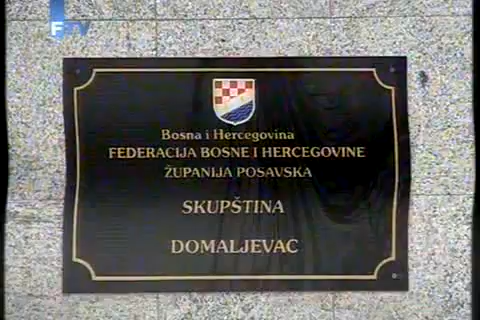 FTV
Bosna i Hercegovina
FEDERACIJA BOSNE I HERCEGOVINE
ŽUPANIJA POSAVSKA
SKUPŠTINA
DOMALJEVAC